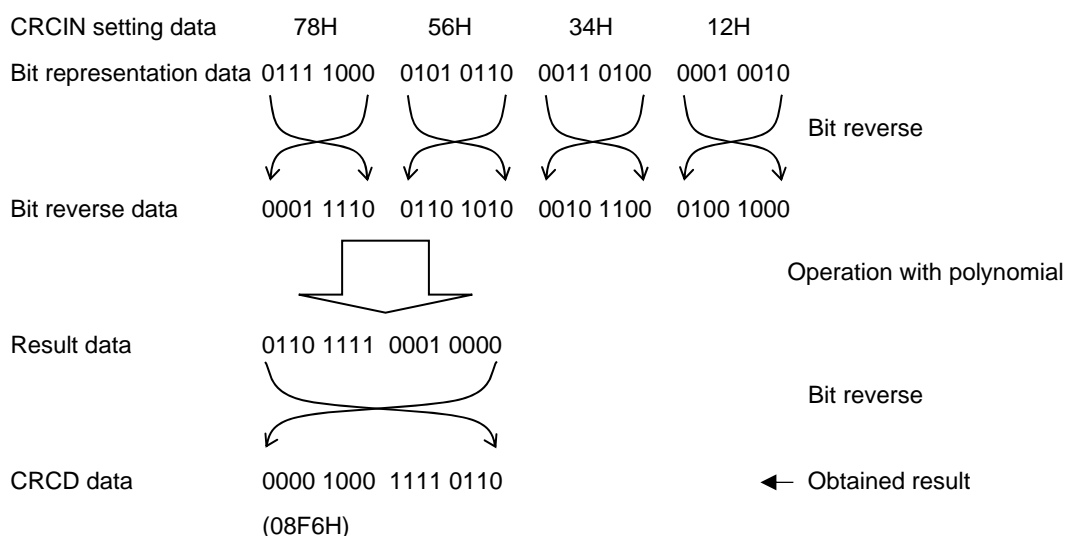 CRCIN setting data 78H 56H 34H 12H
Bit representation data 0111 1000 0101 0110 0011 0100 0001 0010
Bit reverse
Bit reverse data 0001 1110 0110 1010 0010 1100 0100 1000
Operation with polynomial
Result data 0110 1111 0001 0000
Bit reverse
CRCD data 0000 1000 1111 0110 Obtained result
(08F6H)